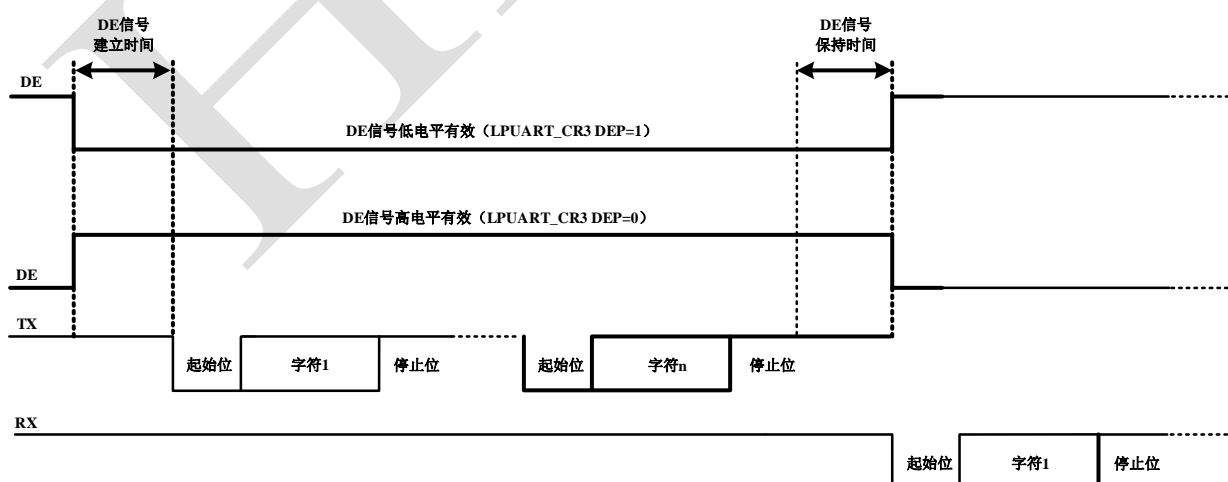 DE信号
建立时间
DE信号
保持时间
DE
DE信号低电平有效（LPUART_CR3 DEP=1）
DE信号高电平有效（LPUART_CR3 DEP=0）
DE
TX
起始位
字符1
停止位
起始位
字符n
停止位
RX
起始位
字符1
停止位